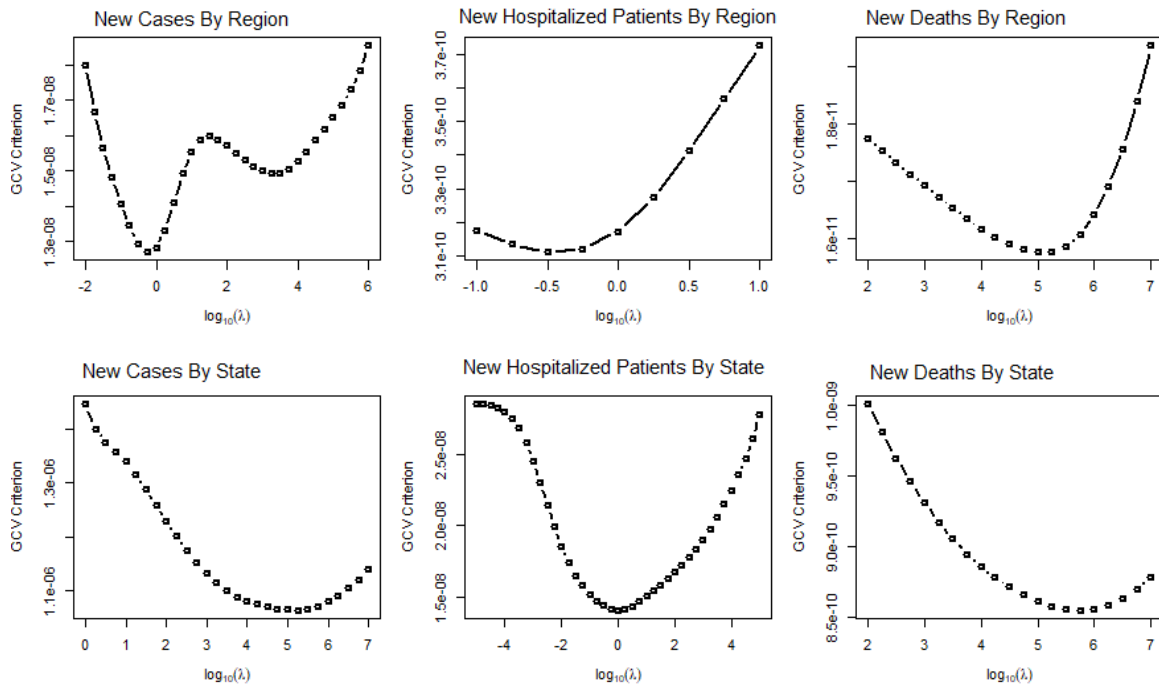 New Cases By Region
GCV Criterion
1.3e-08 1.5e-08 1.7e-08
-2 0 2 4 6
log₁₀(λ)
New Hospitalized Patients By Region
GCV Criterion
3.1e-10 3.3e-10 3.5e-10 3.7e-10
-1.0 -0.5 0.0 0.5 1.0
log₁₀(λ)
New Deaths By Region
GCV Criterion
1.6e-11 1.8e-11
2 3 4 5 6 7
log₁₀(λ)
New Cases By State
GCV Criterion
1.1e-06 1.3e-06
0 1 2 3 4 5 6 7
log₁₀(λ)
New Hospitalized Patients By State
GCV Criterion
1.5e-08 2.0e-08 2.5e-08
-4 -2 0 2 4
log₁₀(λ)
New Deaths By State
GCV Criterion
8.5e-10 9.0e-10 9.5e-10 1.0e-09
2 3 4 5 6 7
log₁₀(λ)